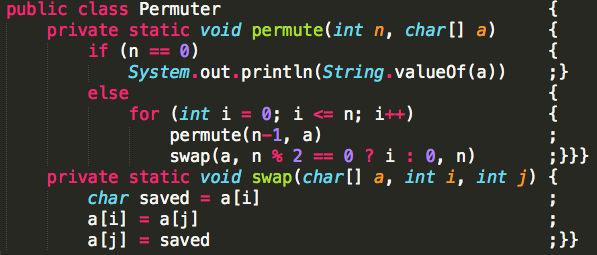 public class Permuter                                {
    private static void permute(int n, char[] a)     {
        if (n == 0)                                  {
            System.out.println(String.valueOf(a))    ;}
        else                                         {
            for (int i = 0; i <= n; i++)             {
                permute(n-1, a)                      ;
                swap(a, n % 2 == 0 ? i : 0, n)       ;}}}
    private static void swap(char[] a, int i, int j) {
        char saved = a[i]                            ;
        a[i] = a[j]                                  ;
        a[j] = saved                                 ;}}